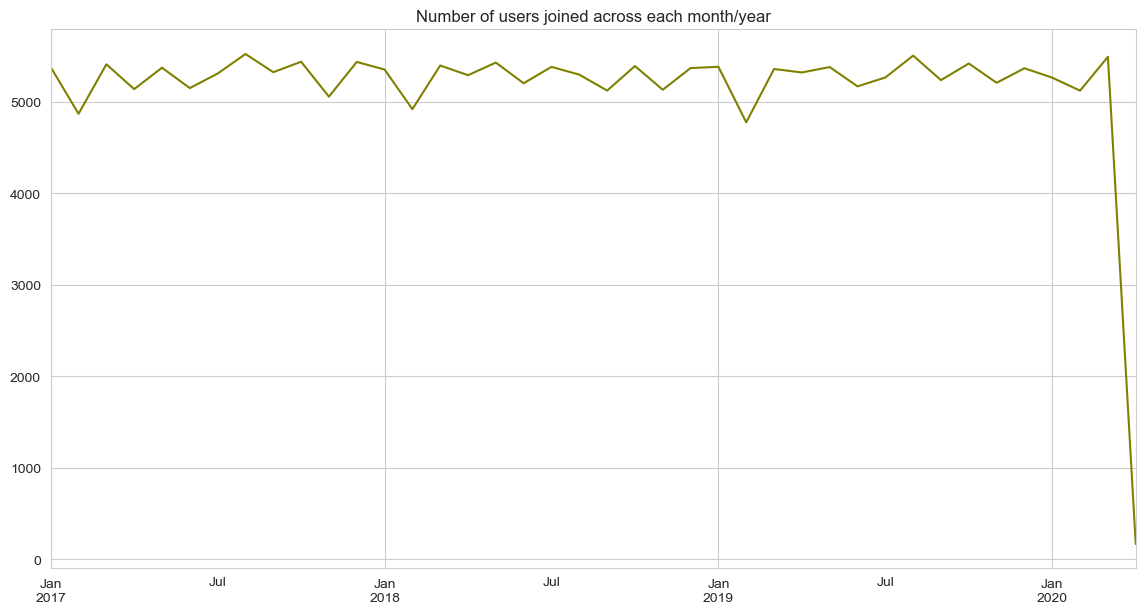 Number of users joined across each month/year
5000
4000
3000
2000
1000
0
Jan Jul Jan Jul Jan Jul Jan
2017 2018 2019 2020